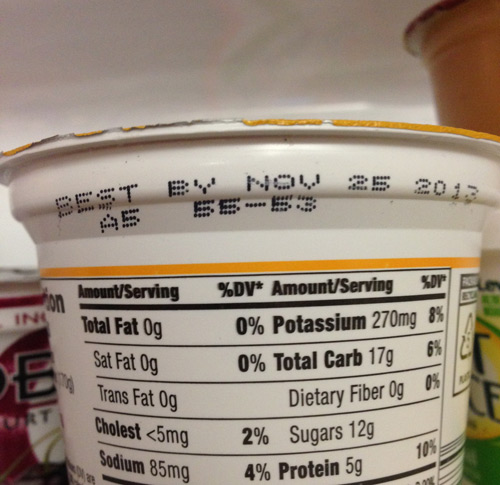 BEST BY NOV 25 2013
A5 55-53
Amount/Serving %DV* Amount/Serving %DV*
Total Fat 0g 0% Potassium 270mg 8%
Sat Fat 0g 0% Total Carb 17g 6%
Trans Fat 0g Dietary Fiber 0g 0%
Cholest <5mg 2% Sugars 12g
Sodium 85mg 4% Protein 5g 10%